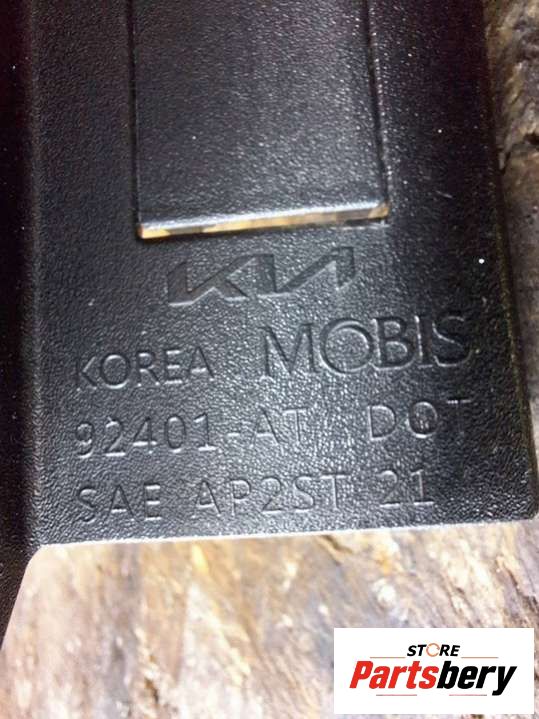 KIA
KOREA MOBIS
92401-AT DOT
SAE AP2ST 21
STORE
Partsbery